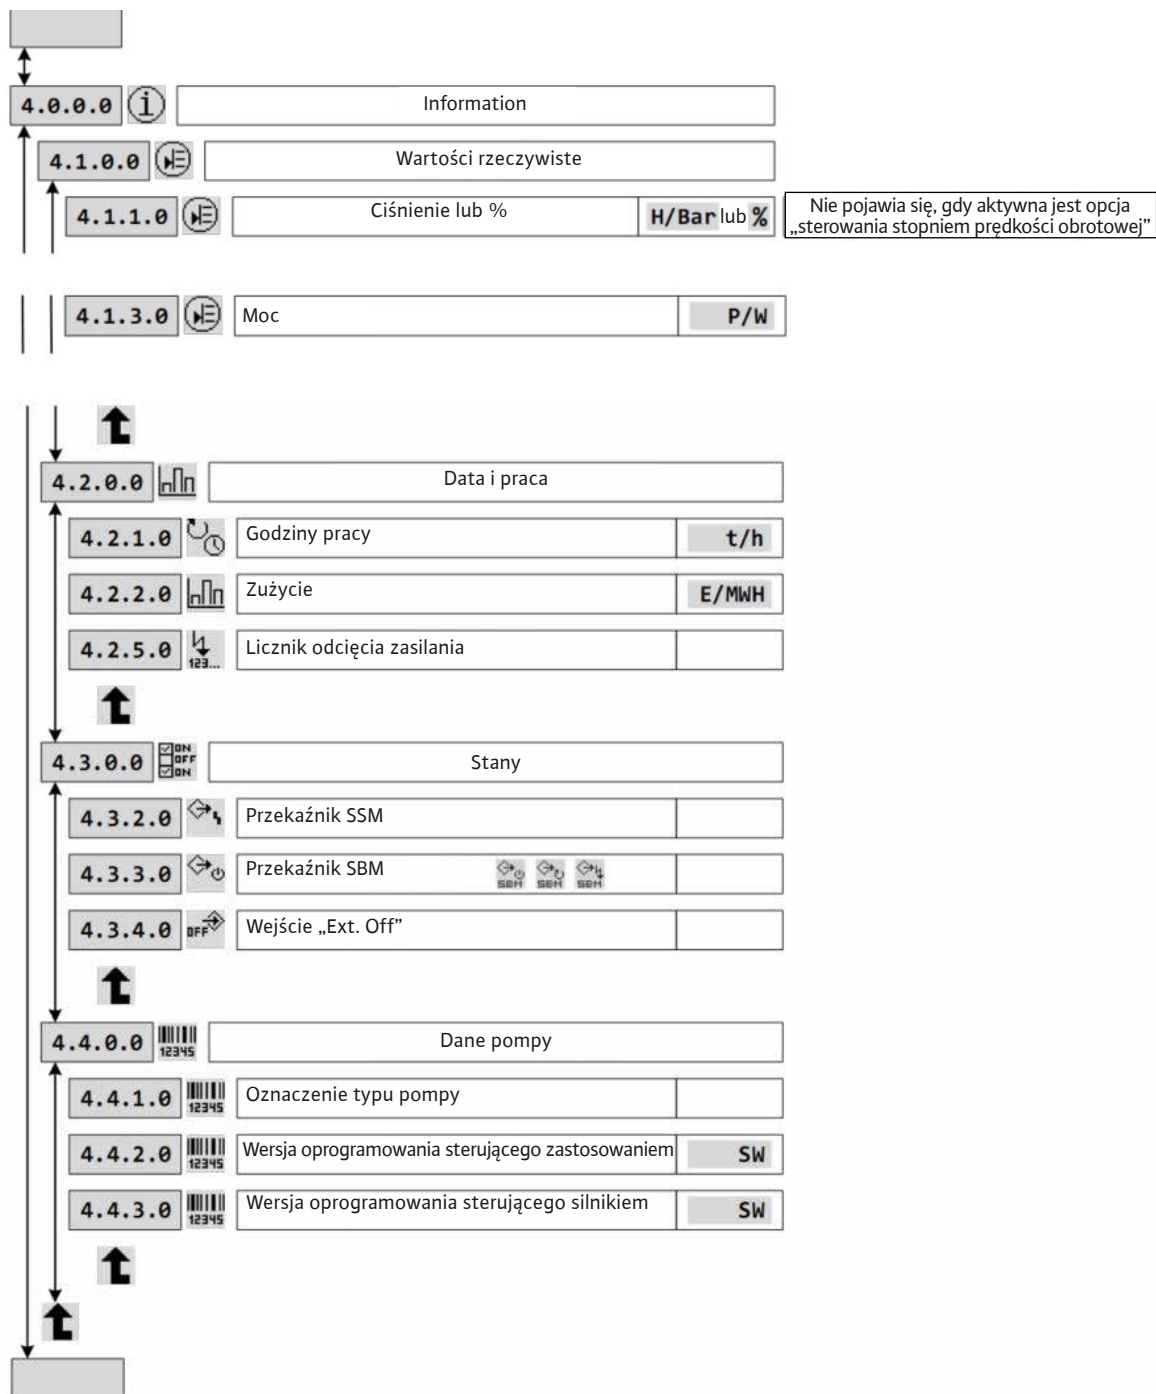 4.0.0.0 i Information
4.1.0.0 Wartości rzeczywiste
4.1.1.0 Ciśnienie lub % H/Bar lub %
Nie pojawia się, gdy aktywna jest opcja
„sterowania stopniem prędkości obrotowej”
4.1.3.0 Moc P/W
4.2.0.0 Data i praca
4.2.1.0 Godziny pracy t/h
4.2.2.0 Zużycie E/MWH
4.2.5.0 123... Licznik odcięcia zasilania
4.3.0.0 ON OFF ON Stany
4.3.2.0 Przekaźnik SSM
4.3.3.0 Przekaźnik SBM SBM SBM SBM
4.3.4.0 OFF Wejście „Ext. Off”
4.4.0.0 12345 Dane pompy
4.4.1.0 12345 Oznaczenie typu pompy
4.4.2.0 12345 Wersja oprogramowania sterującego zastosowaniem SW
4.4.3.0 12345 Wersja oprogramowania sterującego silnikiem SW